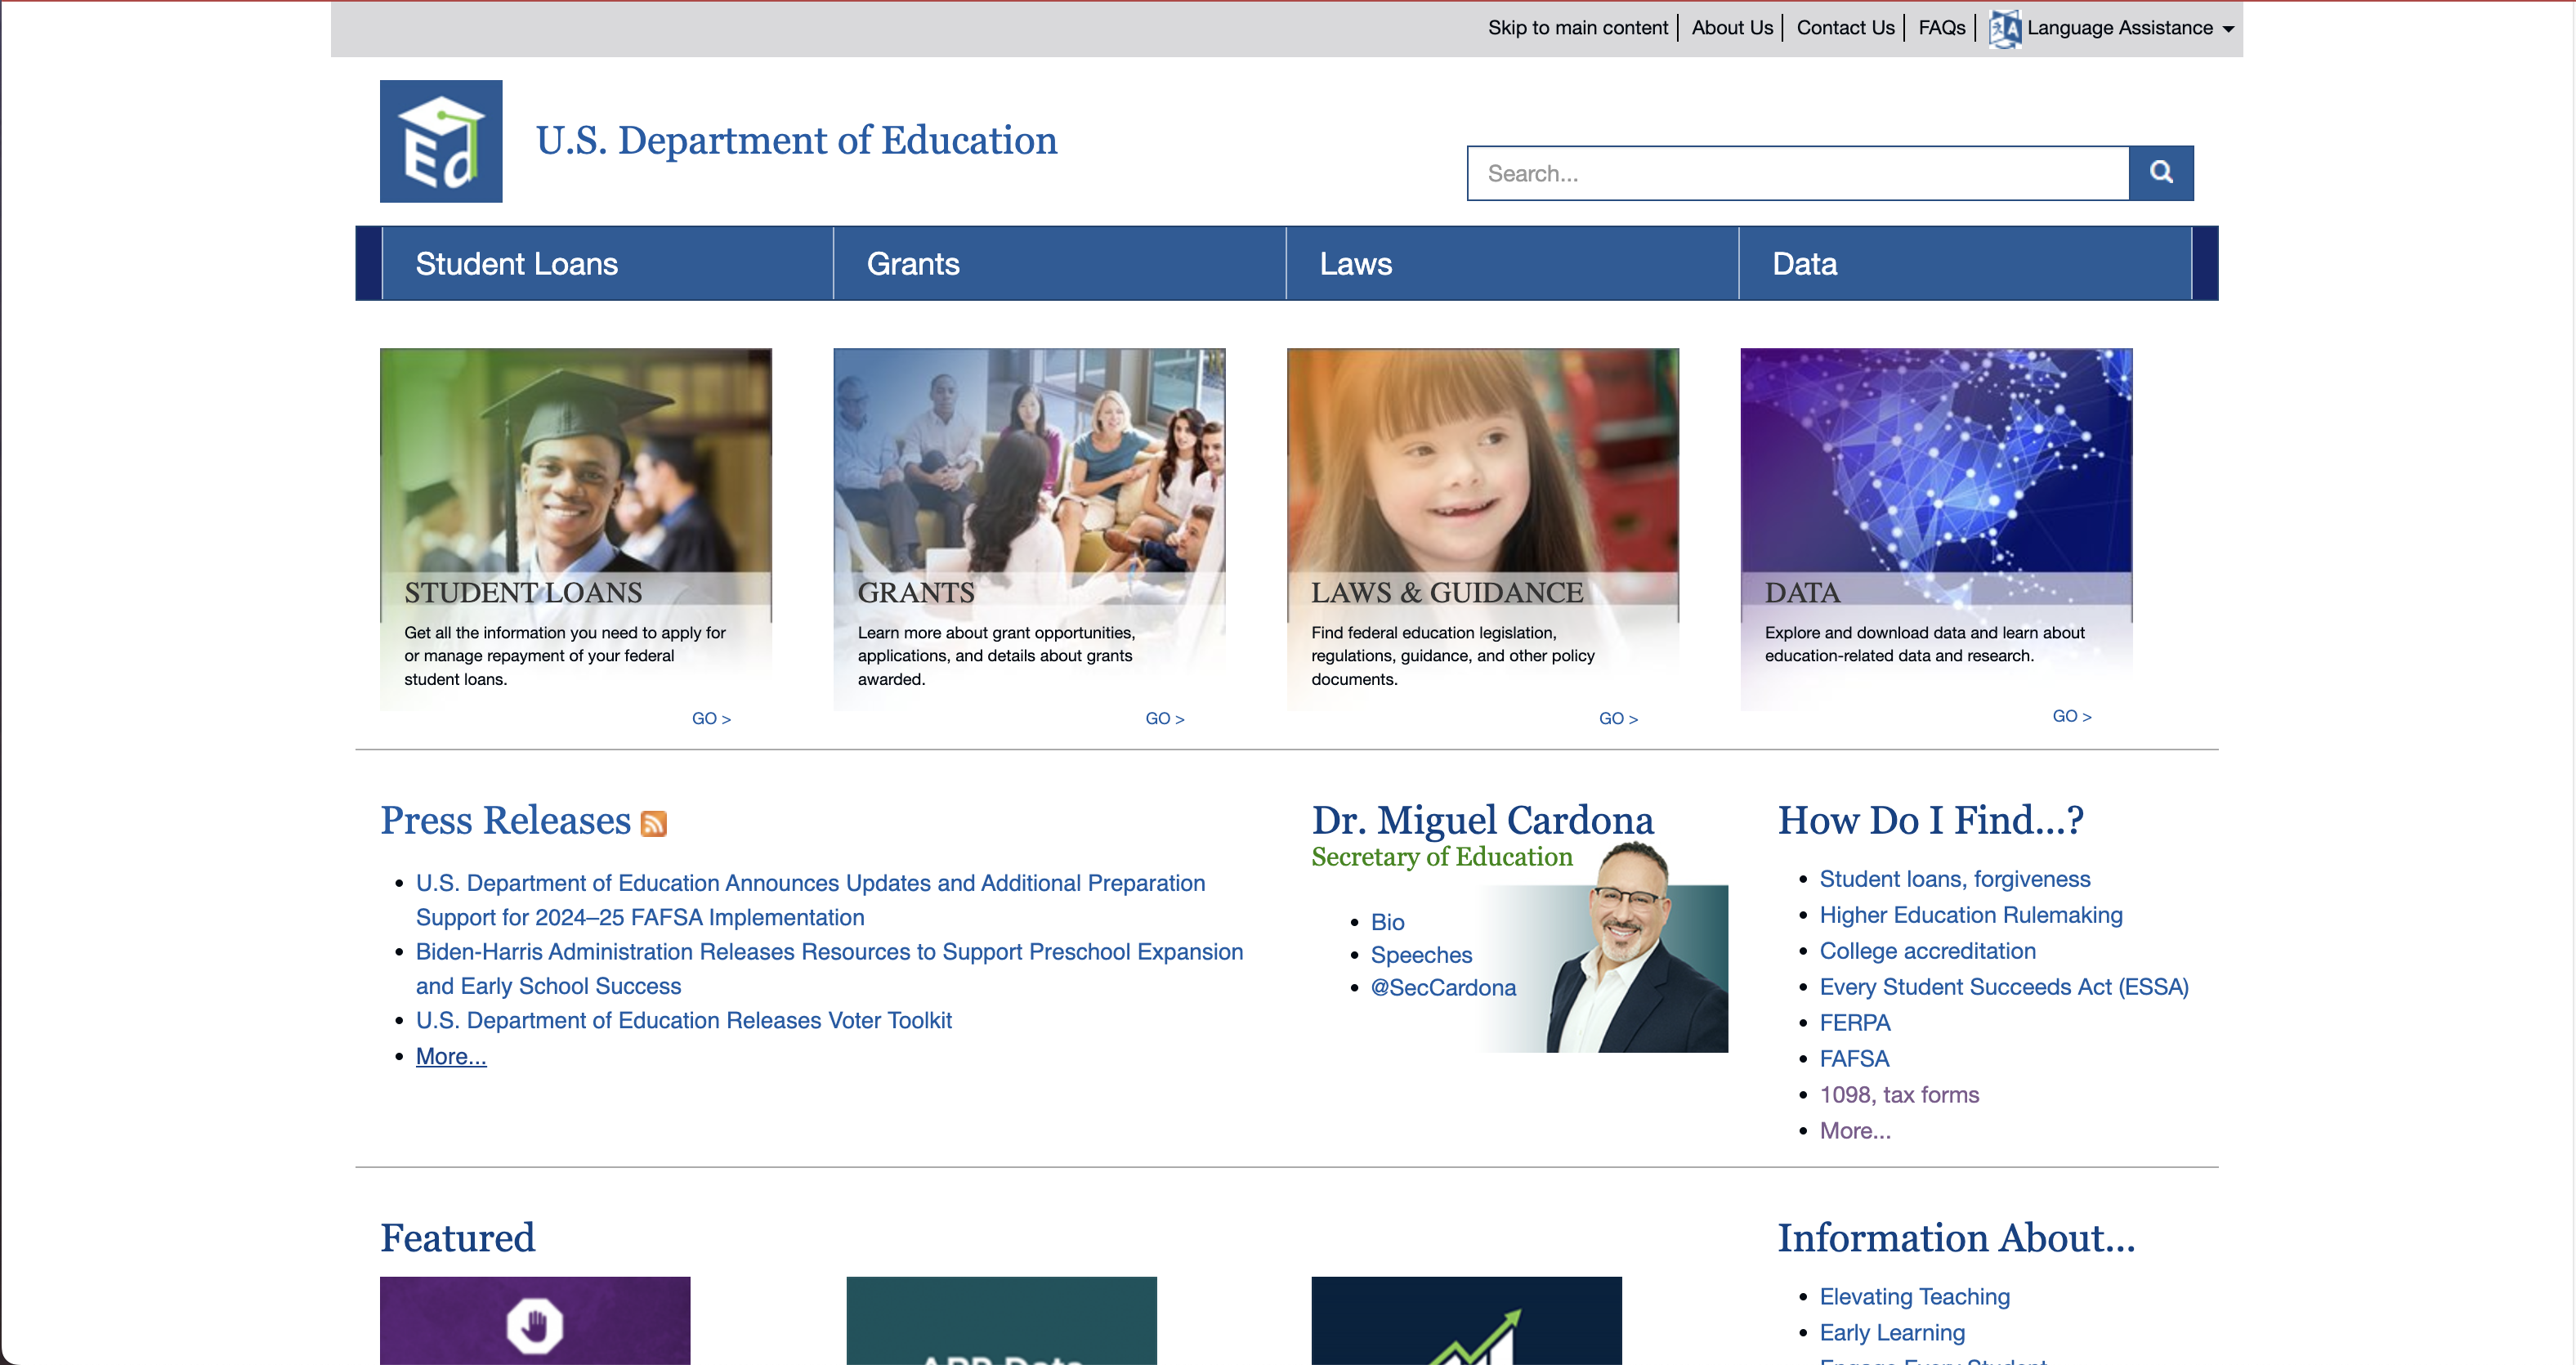 Skip to main content
About Us
Contact Us
FAQs
Language Assistance
Ed
U.S. Department of Education
Search...
Student Loans
Grants
Laws
Data
STUDENT LOANS
Get all the information you need to apply for
or manage repayment of your federal
student loans.
GO >
GRANTS
Learn more about grant opportunities,
applications, and details about grants
awarded.
GO >
LAWS & GUIDANCE
Find federal education legislation,
regulations, guidance, and other policy
documents.
GO >
DATA
Explore and download data and learn about
education-related data and research.
GO >
Press Releases
U.S. Department of Education Announces Updates and Additional Preparation
Support for 2024–25 FAFSA Implementation
Biden-Harris Administration Releases Resources to Support Preschool Expansion
and Early School Success
U.S. Department of Education Releases Voter Toolkit
More...
Dr. Miguel Cardona
Secretary of Education
Bio
Speeches
@SecCardona
How Do I Find...?
Student loans, forgiveness
Higher Education Rulemaking
College accreditation
Every Student Succeeds Act (ESSA)
FERPA
FAFSA
1098, tax forms
More...
Featured
ARP Data
Information About...
Elevating Teaching
Early Learning
Engage Every Student